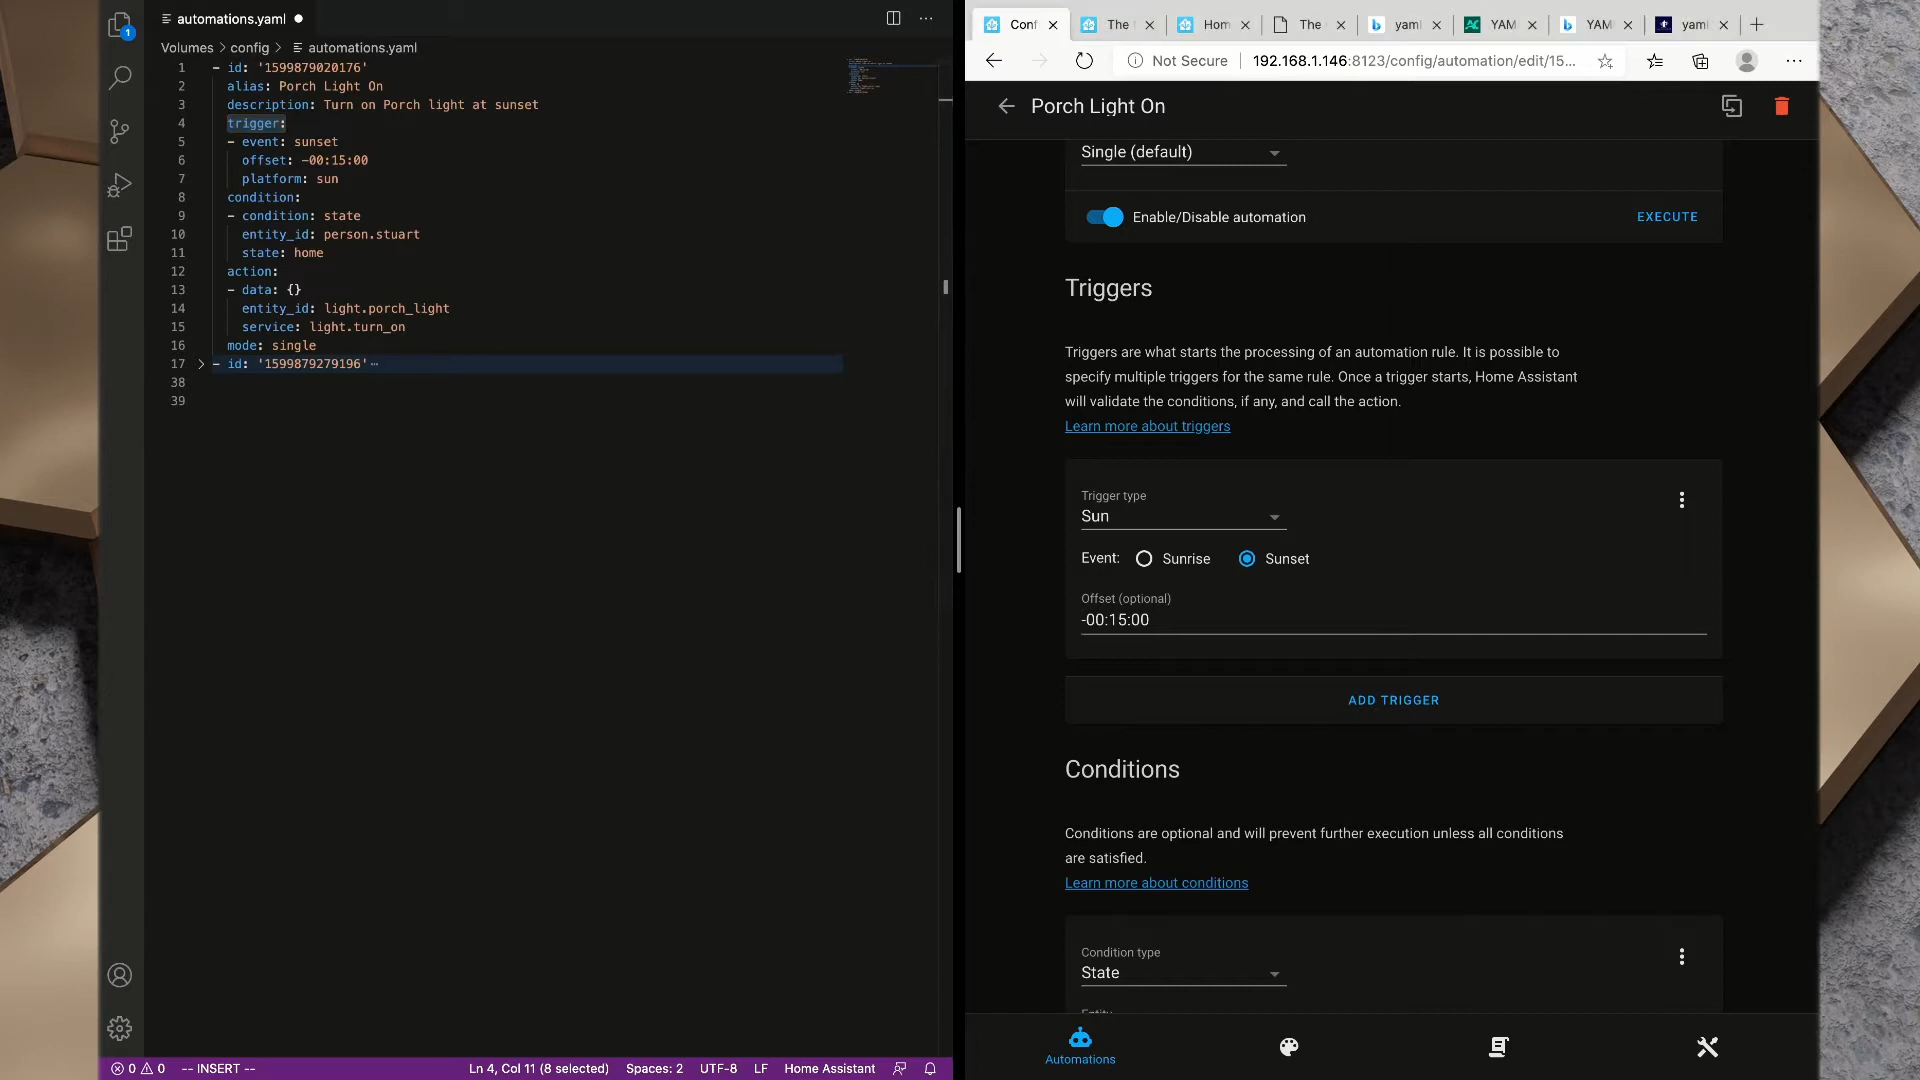 automations.yaml
Volumes > config > automations.yaml
1 - id: '1599879020176'
2 alias: Porch Light On
3 description: Turn on Porch light at sunset
4 trigger:
5 - event: sunset
6 offset: -00:15:00
7 platform: sun
8 condition:
9 - condition: state
10 entity_id: person.stuart
11 state: home
12 action:
13 - data: {}
14 entity_id: light.porch_light
15 service: light.turn_on
16 mode: single
17 - id: '1599879279196'
38
39
1
0 0 -- INSERT -- Ln 4, Col 11 (8 selected) Spaces: 2 UTF-8 LF Home Assistant
Conf The t Hom The yaml YAM YAM yaml
Not Secure 192.168.1.146:8123/config/automation/edit/15...
Porch Light On
Single (default)
Enable/Disable automation EXECUTE
Triggers
Triggers are what starts the processing of an automation rule. It is possible to
specify multiple triggers for the same rule. Once a trigger starts, Home Assistant
will validate the conditions, if any, and call the action.
Learn more about triggers
Trigger type
Sun
Event: Sunrise Sunset
Offset (optional)
-00:15:00
ADD TRIGGER
Conditions
Conditions are optional and will prevent further execution unless all conditions
are satisfied.
Learn more about conditions
Condition type
State
Entity
Automations